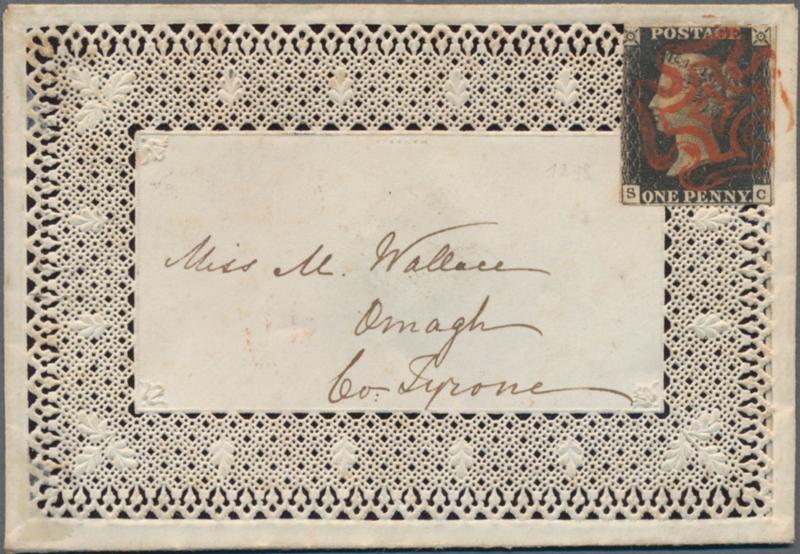 POSTAGE
S ONE PENNY. C
Miss M. Wallace
Omagh
Co: Tyrone